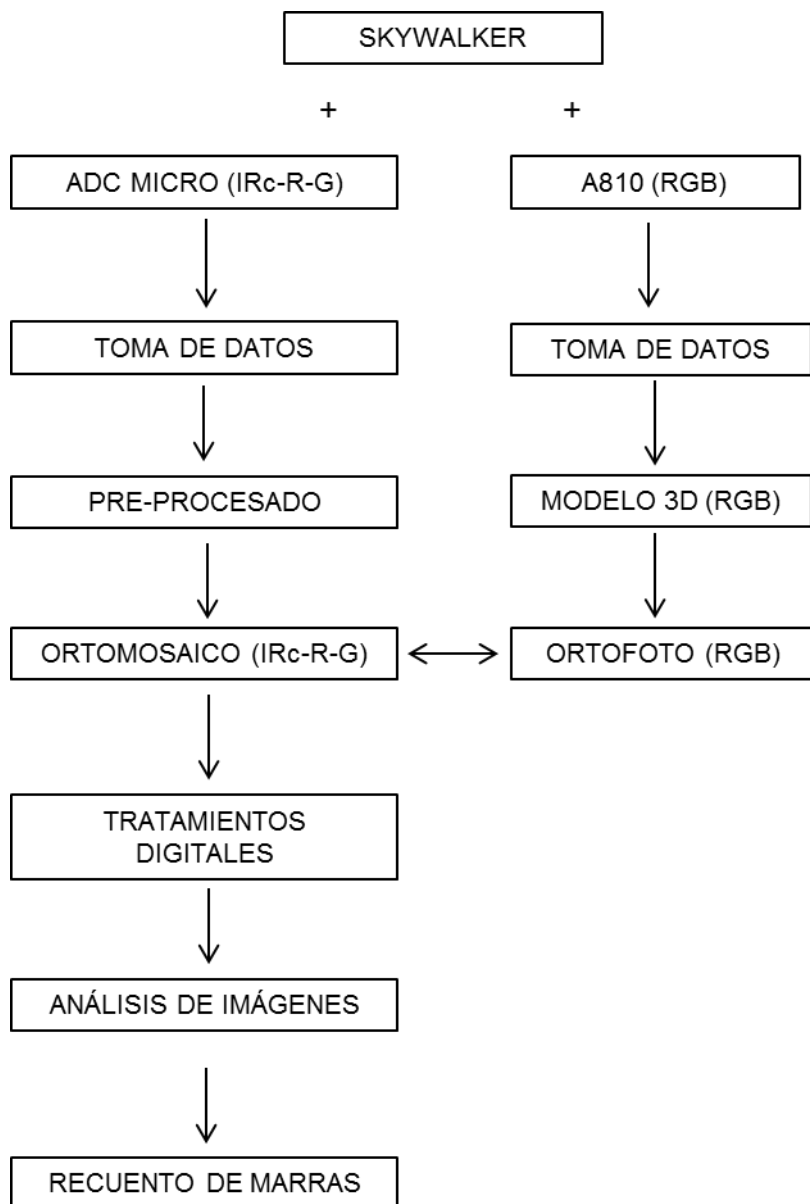 SKYWALKER
+ +
ADC MICRO (IRc-R-G)
A810 (RGB)
TOMA DE DATOS
TOMA DE DATOS
PRE-PROCESADO
MODELO 3D (RGB)
ORTOMOSAICO (IRc-R-G)
ORTOFOTO (RGB)
TRATAMIENTOS
DIGITALES
ANÁLISIS DE IMÁGENES
RECUENTO DE MARRAS